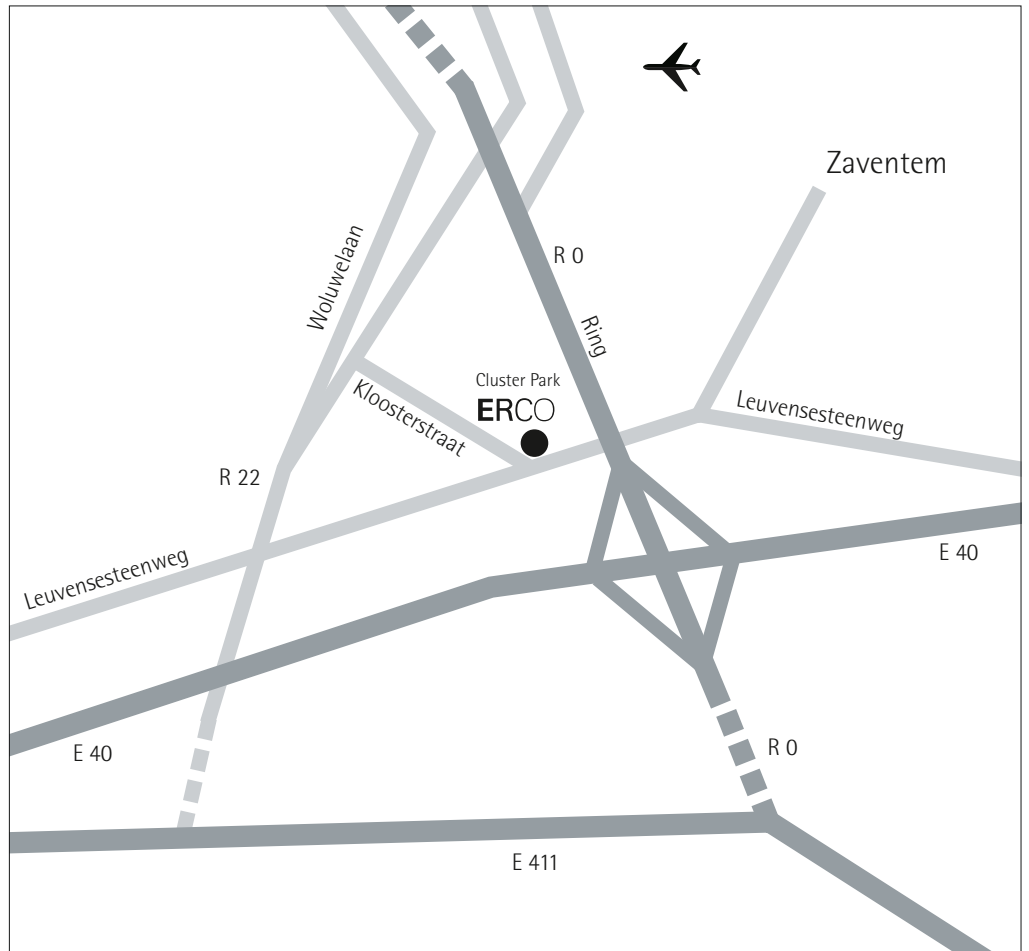 Zaventem
Woluwelaan
R 0
Ring
Cluster Park
ERCO
Kloosterstraat
Leuvensesteenweg
R 22
E 40
Leuvensesteenweg
E 40
R 0
E 411